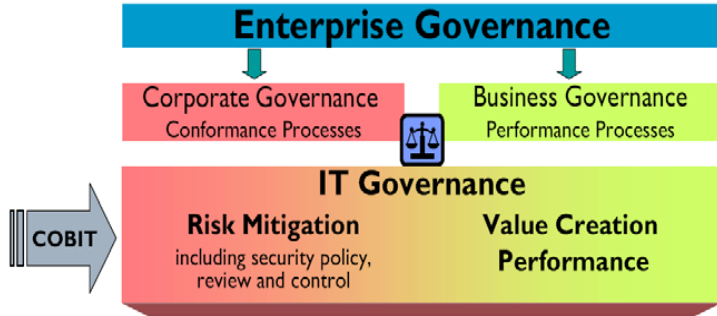 Enterprise Governance
Corporate Governance
Conformance Processes
Business Governance
Performance Processes
IT Governance
Risk Mitigation
including security policy,
review and control
Value Creation
Performance
COBIT